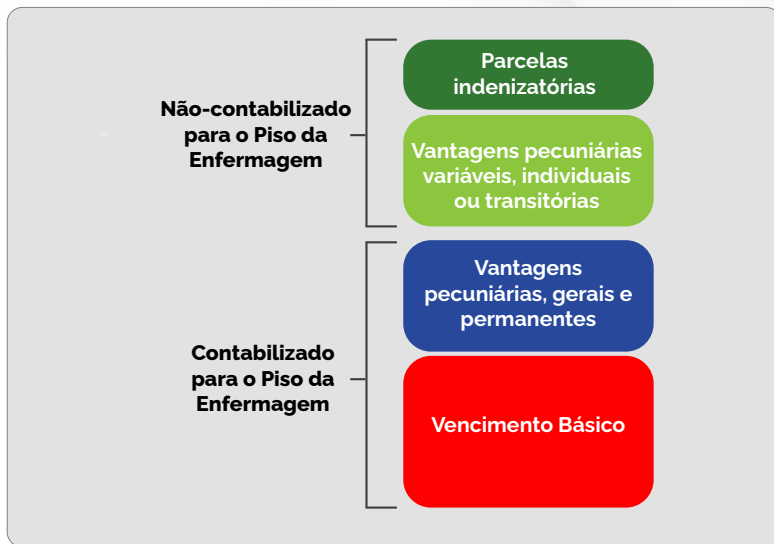 Não-contabilizado
para o Piso da
Enfermagem
Parcelas
indenizatórias
Vantagens pecuniárias
variáveis, individuais
ou transitórias
Contabilizado
para o Piso da
Enfermagem
Vantagens
pecuniárias, gerais e
permanentes
Vencimento Básico